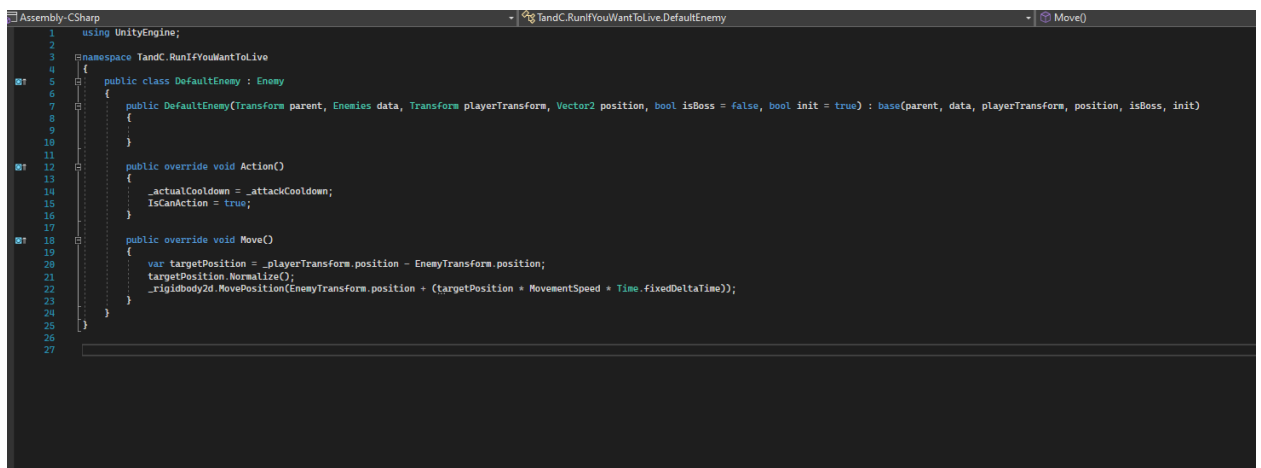 Assembly-CSharp TandC.RunIfYouWantToLive.DefaultEnemy Move()
1 using UnityEngine;
2
3 namespace TandC.RunIfYouWantToLive
4 {
5 public class DefaultEnemy : Enemy
6 {
7 public DefaultEnemy(Transform parent, Enemies data, Transform playerTransform, Vector2 position, bool isBoss = false, bool init = true) : base(parent, data, playerTransform, position, isBoss, init)
8 {
9
10 }
11
12 public override void Action()
13 {
14 _actualCooldown = _attackCooldown;
15 IsCanAction = true;
16 }
17
18 public override void Move()
19 {
20 var targetPosition = _playerTransform.position - EnemyTransform.position;
21 targetPosition.Normalize();
22 _rigidbody2d.MovePosition(EnemyTransform.position + (targetPosition * MovementSpeed * Time.fixedDeltaTime));
23 }
24 }
25 }
26
27